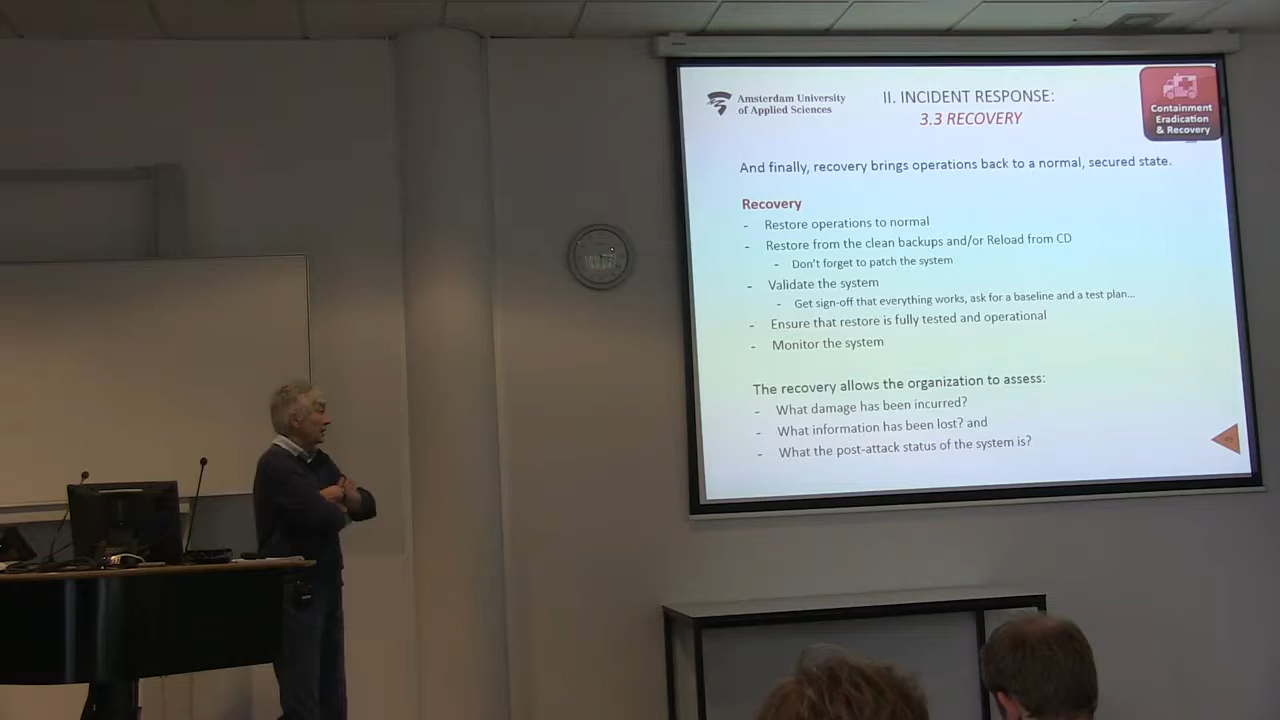 Amsterdam University
of Applied Sciences
II. INCIDENT RESPONSE:
3.3 RECOVERY
Containment
Eradication
& Recovery
And finally, recovery brings operations back to a normal, secured state.
Recovery
- Restore operations to normal
- Restore from the clean backups and/or Reload from CD
- Don't forget to patch the system
- Validate the system
- Get sign-off that everything works, ask for a baseline and a test plan...
- Ensure that restore is fully tested and operational
- Monitor the system
The recovery allows the organization to assess:
- What damage has been incurred?
- What information has been lost? and
- What the post-attack status of the system is?